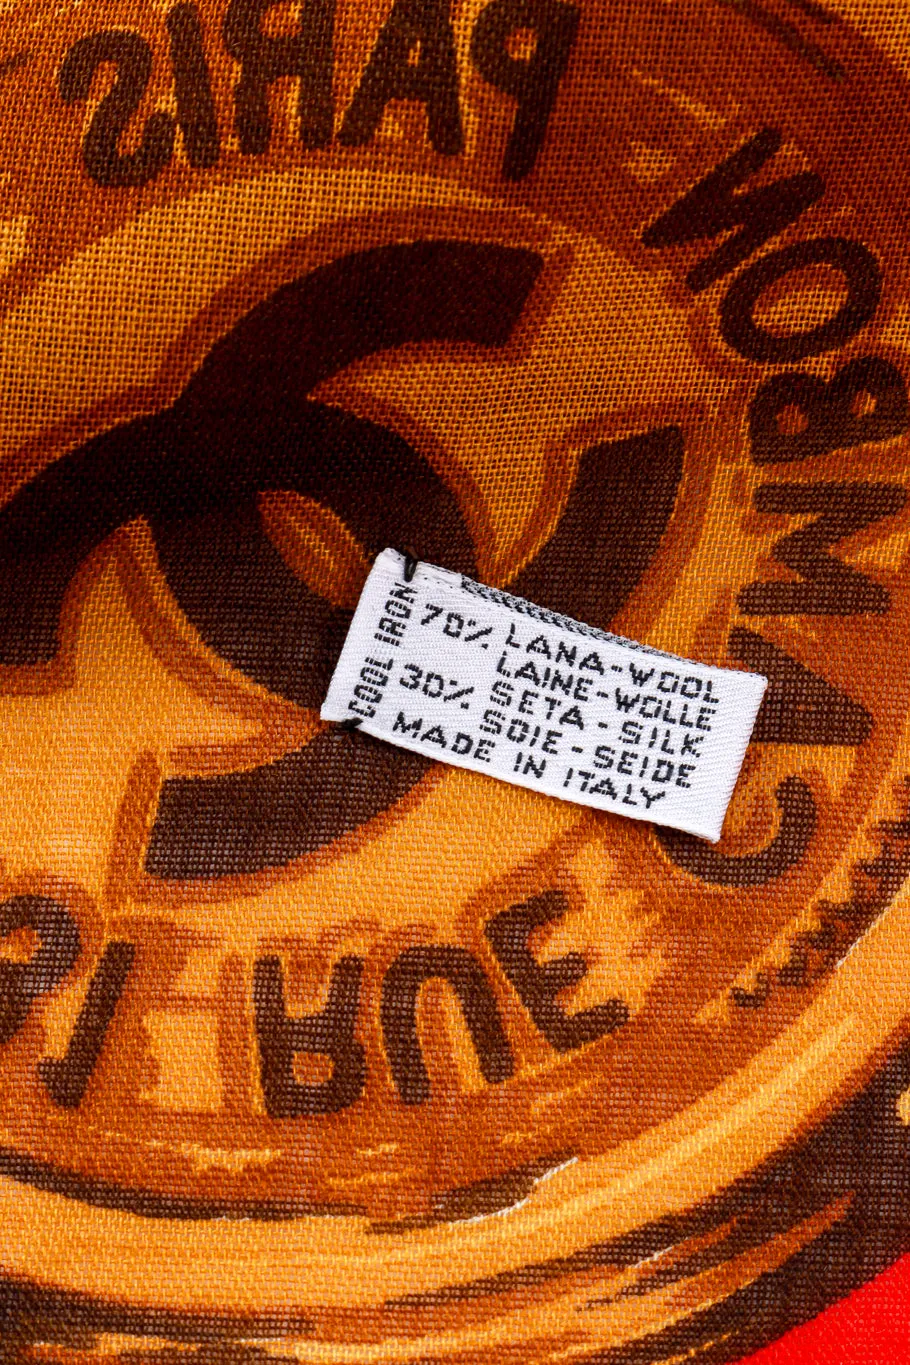 PARIS
31 RUE CAMBON
COOL IRON
70% LANA-WOOL
LAINE-WOLLE
30% SETA-SILK
SOIE-SEIDE
MADE IN ITALY